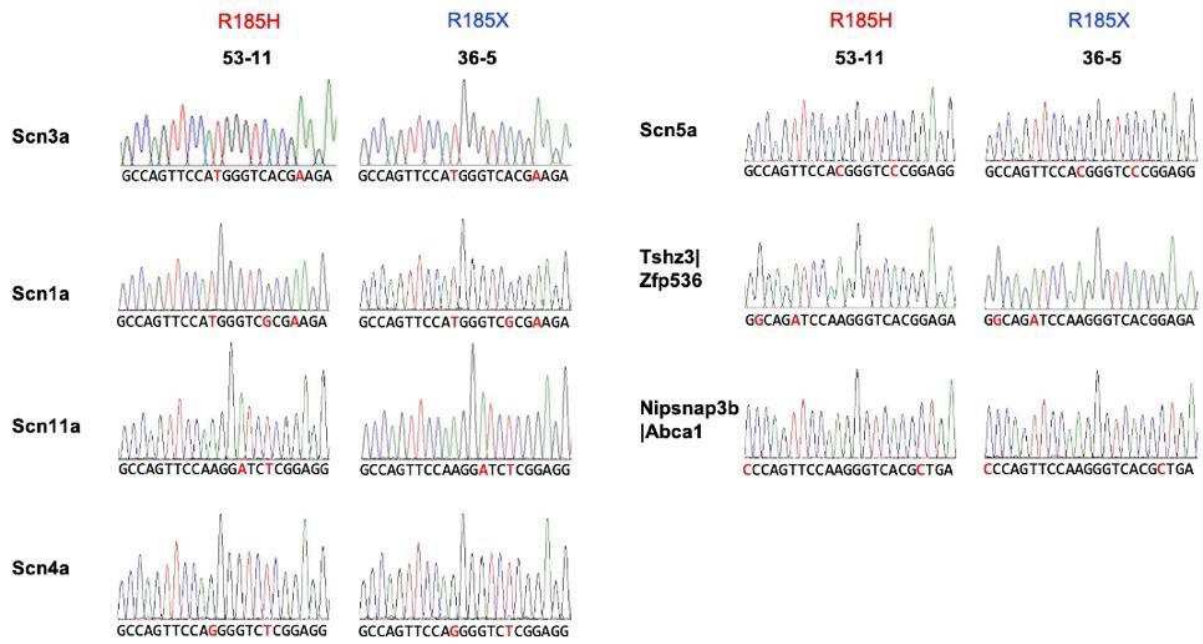 R185H R185X R185H R185X
53-11 36-5 53-11 36-5
Scn3a
GCCAGTTCCATGGGTCACGAAGA GCCAGTTCCATGGGTCACGAAGA
Scn1a
GCCAGTTCCATGGGTCGCGAAGA GCCAGTTCCATGGGTCGCGAAGA
Scn11a
GCCAGTTCCAAGGATCTCGGAGG GCCAGTTCCAAGGATCTCGGAGG
Scn4a
GCCAGTTCCAGGGGTCTCGGAGG GCCAGTTCCAGGGGTCTCGGAGG
Scn5a
GCCAGTTCCACGGGTCCCGGAGG GCCAGTTCCACGGGTCCCGGAGG
Tshz3|
Zfp536
GGCAGATCCAAGGGTCACGGAGA GGCAGATCCAAGGGTCACGGAGA
Nipsnap3b
|Abca1
CCCAGTTCCAAGGGTCACGCTGA CCCAGTTCCAAGGGTCACGCTGA